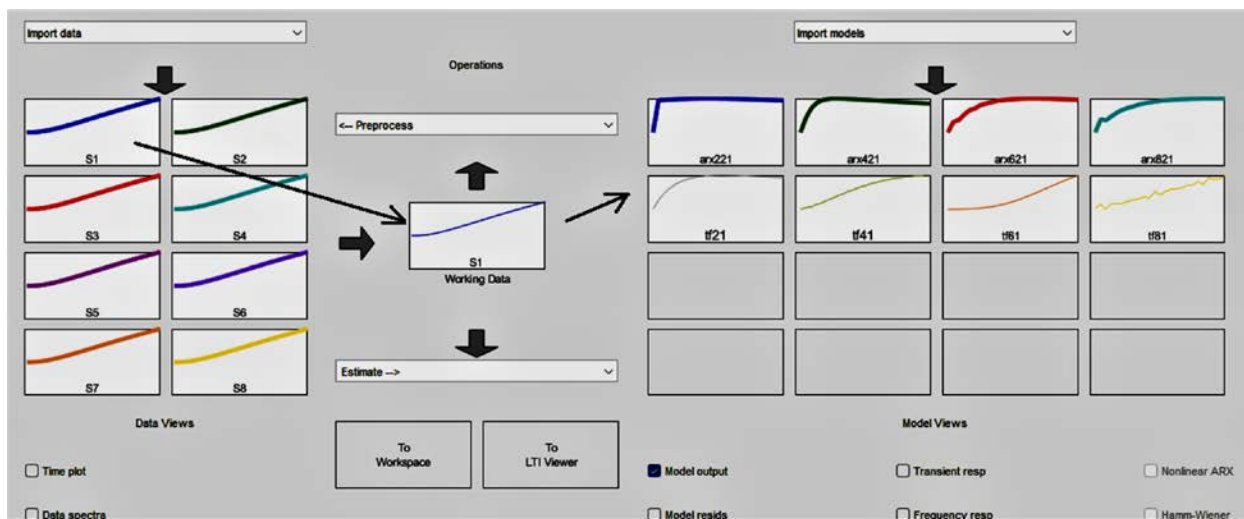 Import data
Import models
Operations
<-- Preprocess
S1
S2
arx221
arx421
arx621
arx821
S3
S4
tf21
tf41
tf61
tf81
S1
Working Data
S5
S6
Estimate -->
S7
S8
Data Views
Model Views
To
Workspace
To
LTI Viewer
Time plot
Model output
Transient resp
Nonlinear ARX
Data spectra
Model resids
Frequency resp
Hamm-Wiener